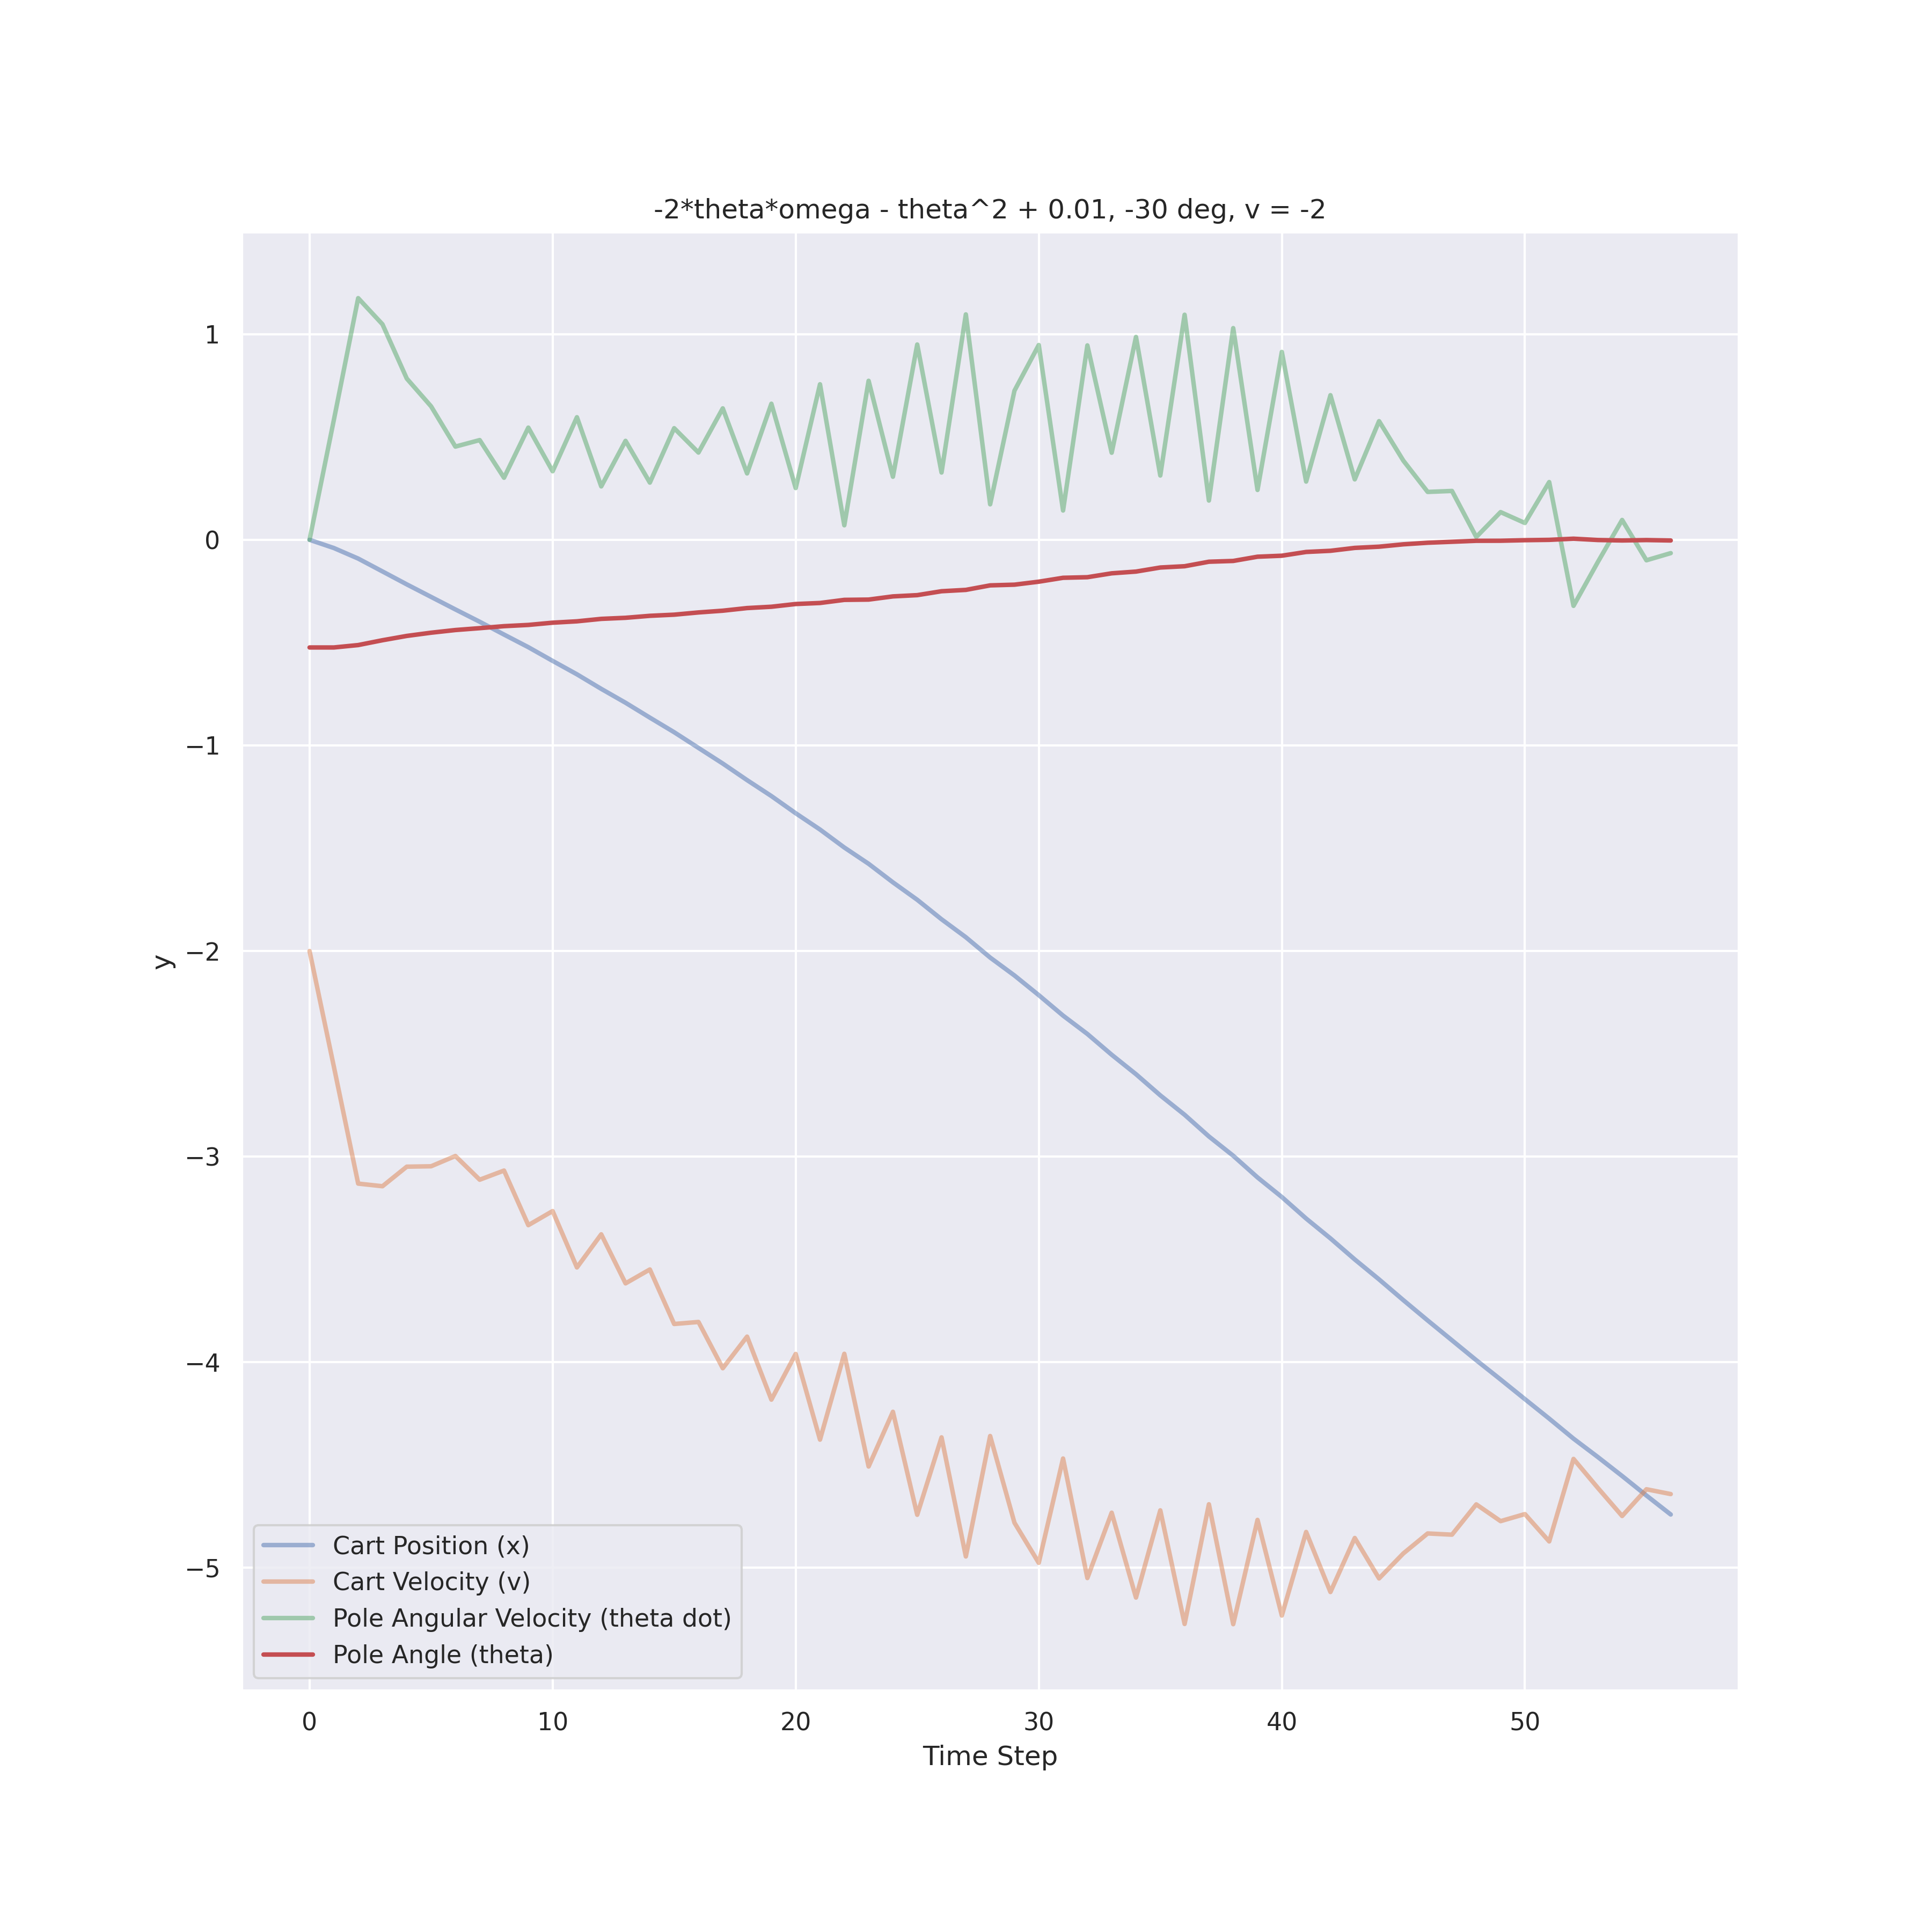 -2*theta*omega - theta^2 + 0.01, -30 deg, v = -2
1
0
−1
−2
−3
−4
−5
y
Cart Position (x)
Cart Velocity (v)
Pole Angular Velocity (theta dot)
Pole Angle (theta)
0 10 20 30 40 50
Time Step